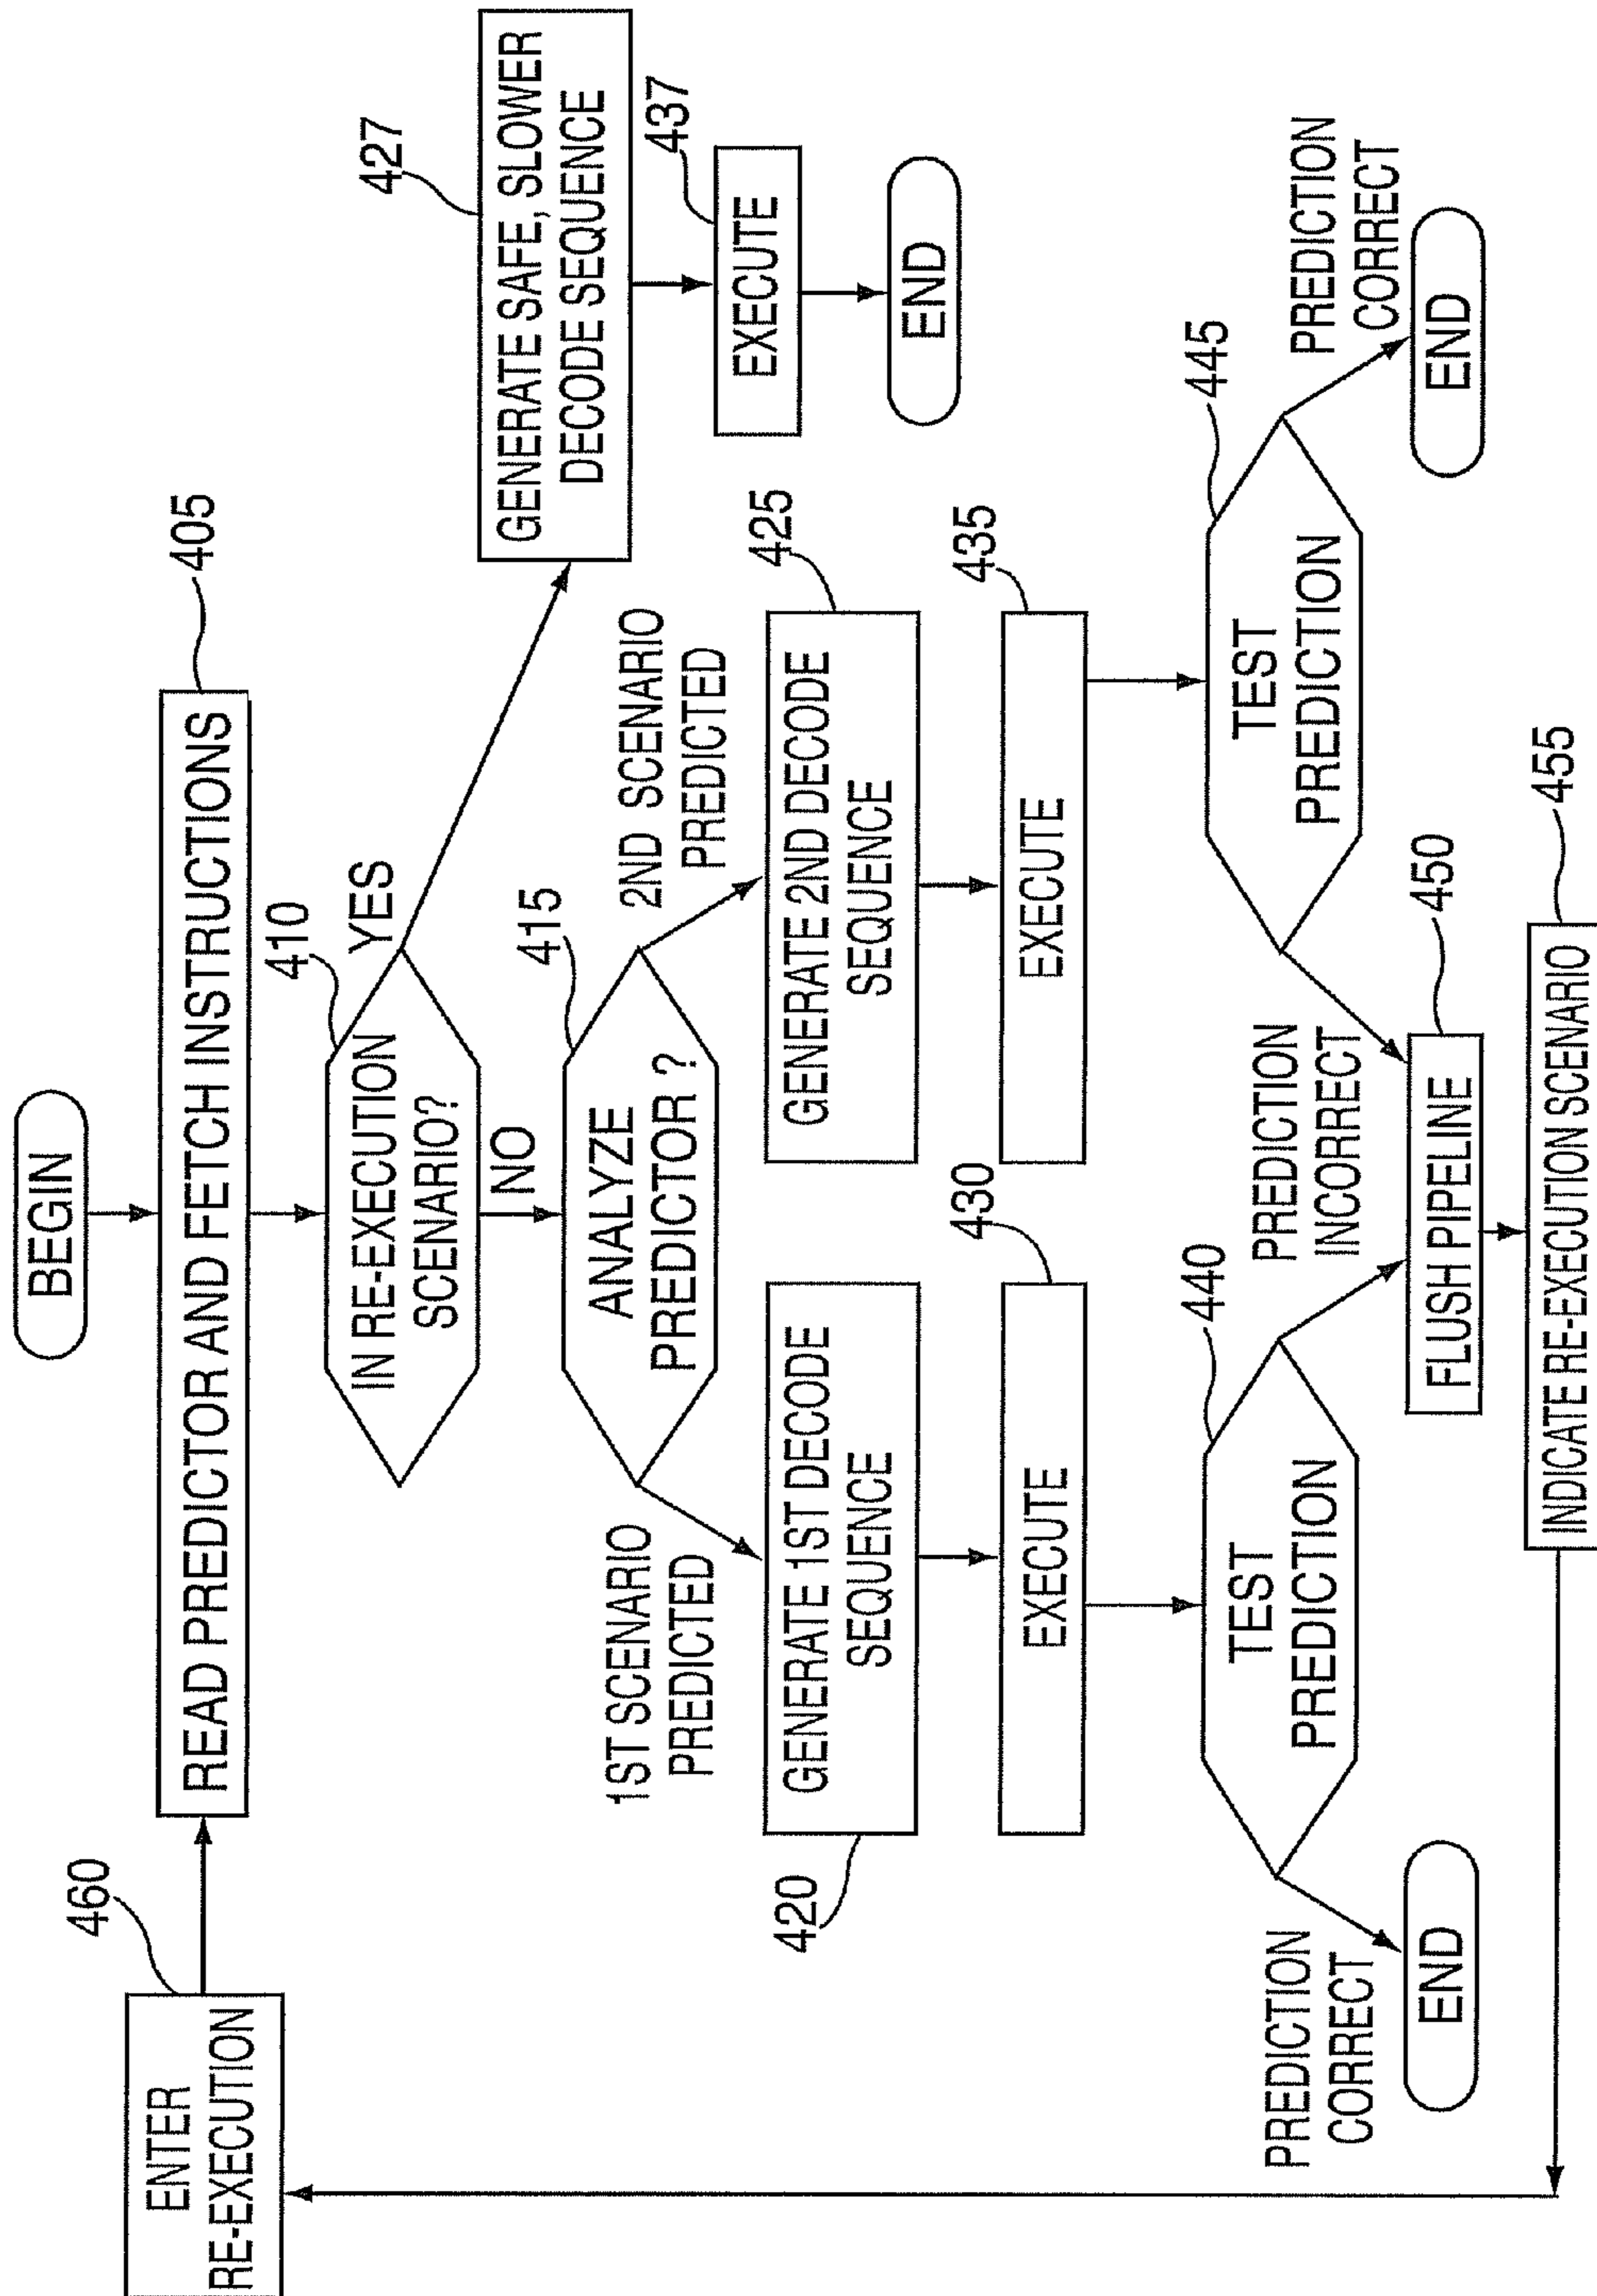 BEGIN
460
ENTER
RE-EXECUTION
READ PREDICTOR AND FETCH INSTRUCTIONS
405
410
IN RE-EXECUTION
SCENARIO?
YES
NO
427
GENERATE SAFE, SLOWER
DECODE SEQUENCE
437
EXECUTE
END
415
ANALYZE
PREDICTOR ?
1ST SCENARIO
PREDICTED
2ND SCENARIO
PREDICTED
420
GENERATE 1ST DECODE
SEQUENCE
425
GENERATE 2ND DECODE
SEQUENCE
430
EXECUTE
435
EXECUTE
440
TEST
PREDICTION
445
TEST
PREDICTION
PREDICTION
CORRECT
END
PREDICTION
INCORRECT
PREDICTION
CORRECT
END
450
FLUSH PIPELINE
455
INDICATE RE-EXECUTION SCENARIO